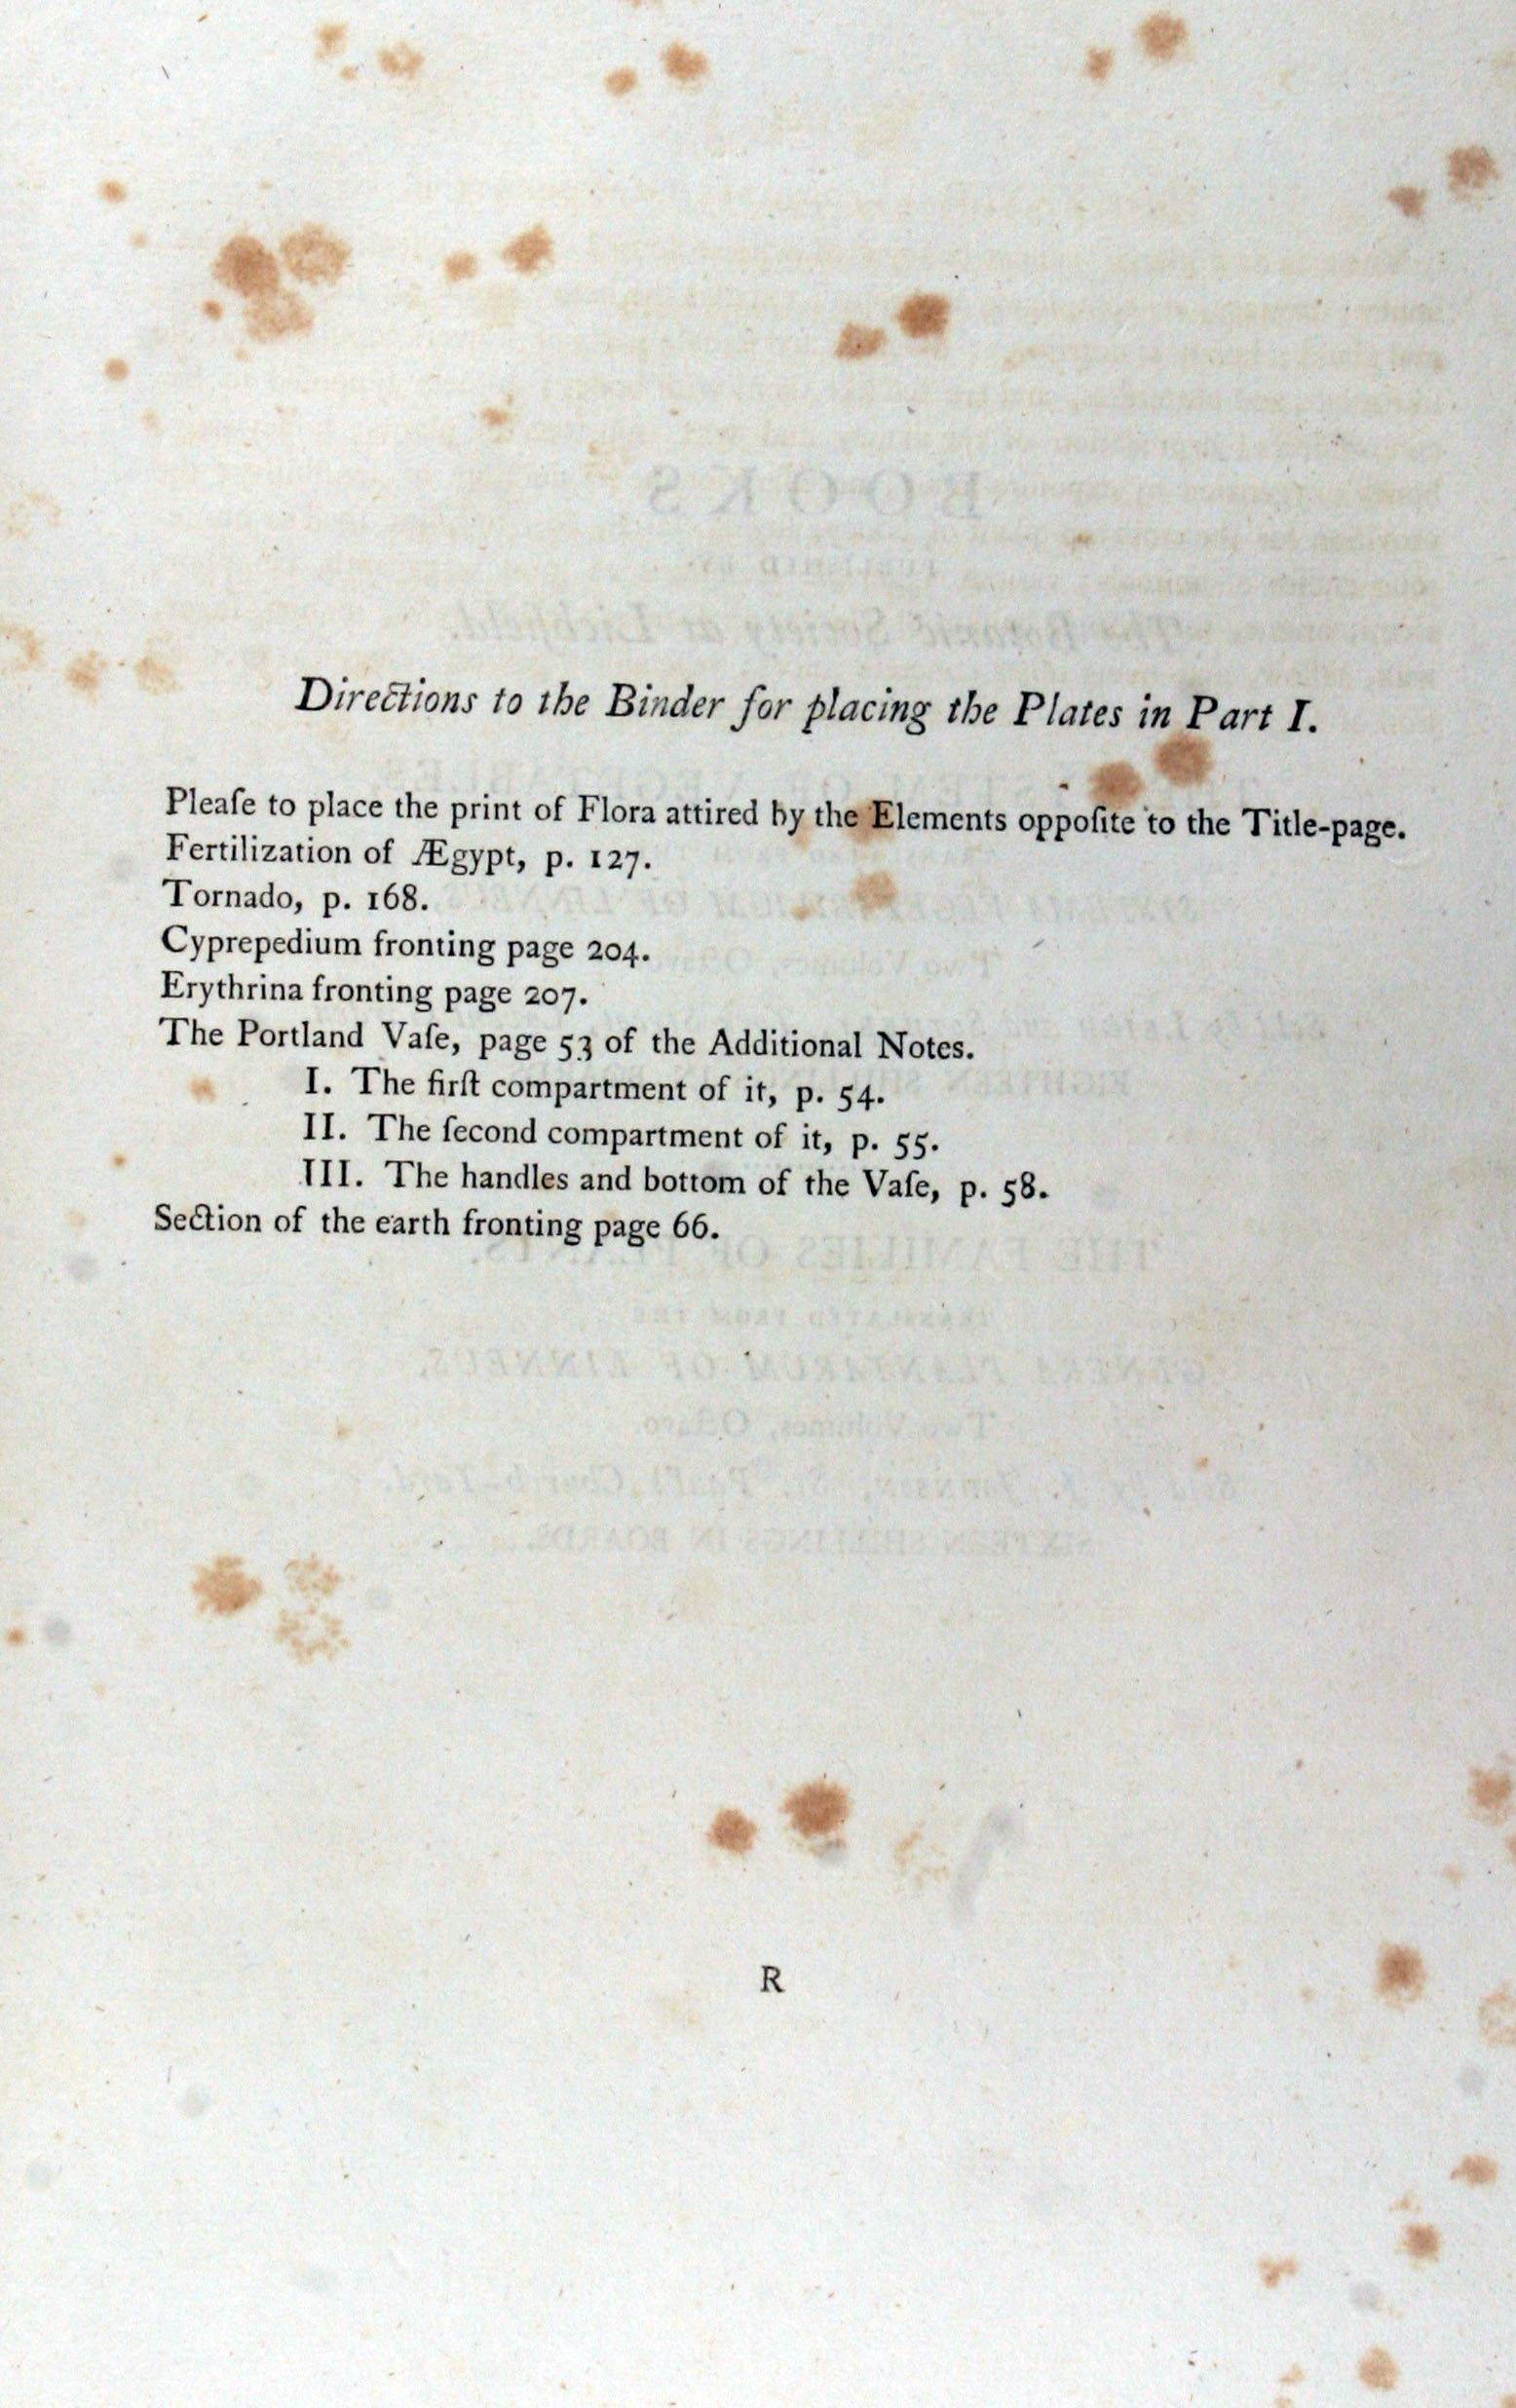 Directions to the Binder for placing the Plates in Part I.
Pleaſe to place the print of Flora attired by the Elements oppoſite to the Title-page.
Fertilization of Ægypt, p. 127.
Tornado, p. 168.
Cyprepedium fronting page 204.
Erythrina fronting page 207.
The Portland Vaſe, page 53 of the Additional Notes.
I. The firſt compartment of it, p. 54.
II. The ſecond compartment of it, p. 55.
III. The handles and bottom of the Vaſe, p. 58.
Section of the earth fronting page 66.
R